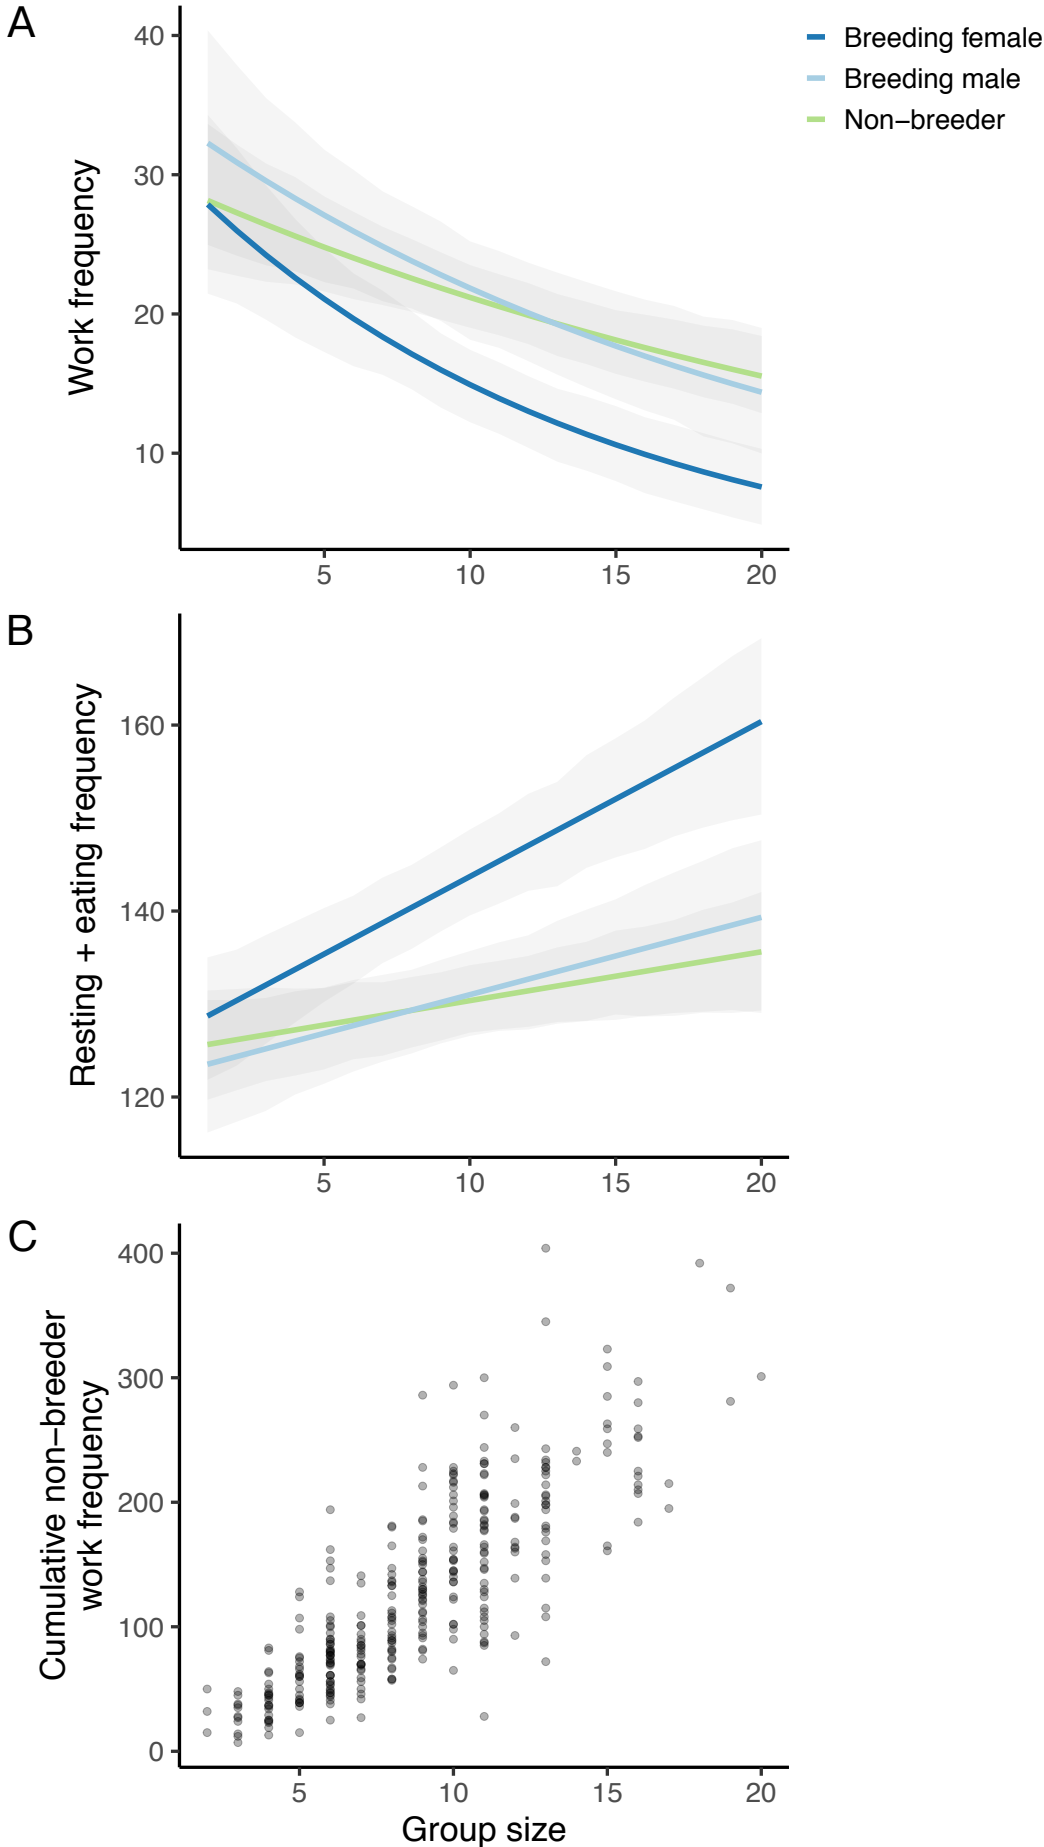 A
Breeding female
Breeding male
Non−breeder
Work frequency
40
30
20
10
5 10 15 20
B
Resting + eating frequency
160
140
120
5 10 15 20
C
Cumulative non−breeder
work frequency
400
300
200
100
0
5 10 15 20
Group size